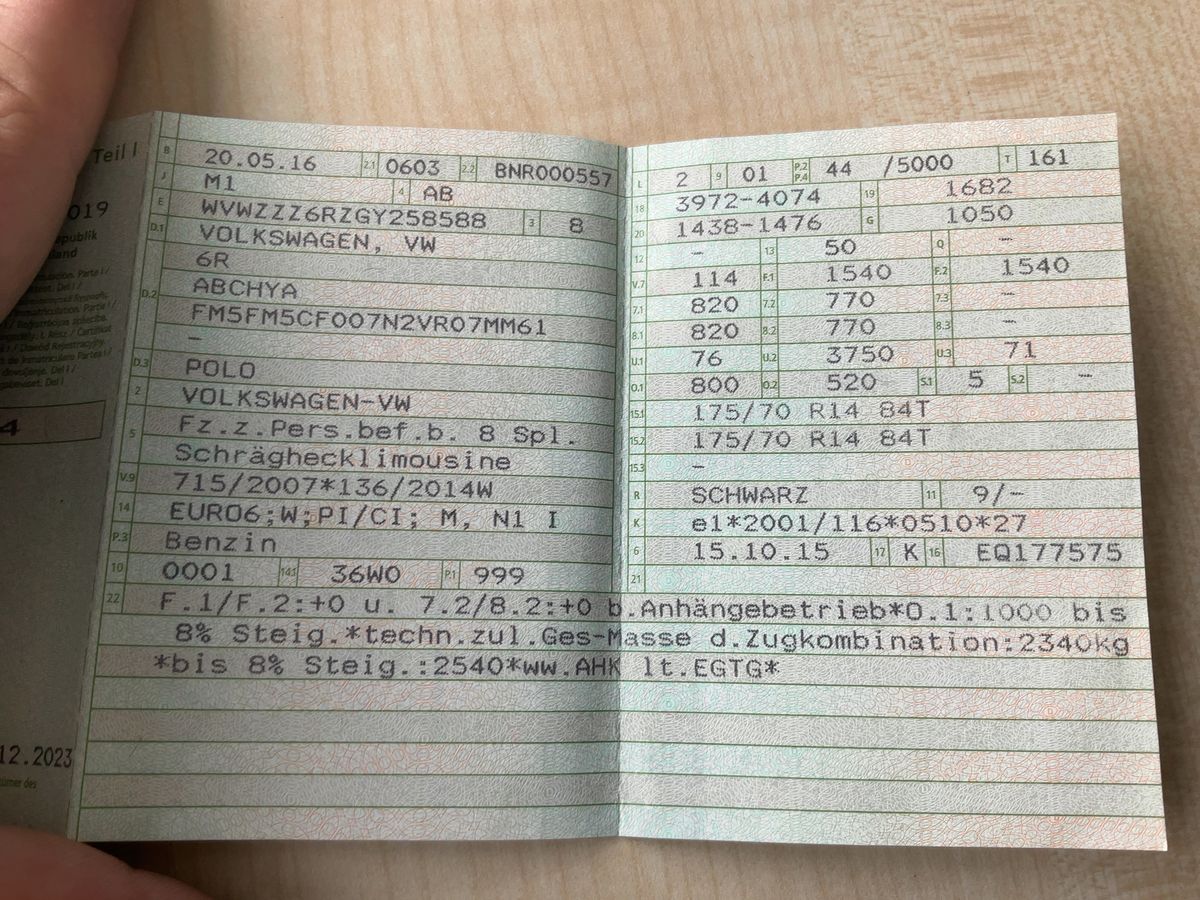 Teil I
019
epublik
land
4
12.2023
B 20.05.16 2.1 0603 2.2 BNR000557
J M1 4 AB
E WVWZZZ6RZGY258588 3 8
D.1 VOLKSWAGEN, VW
6R
D.2 ABCHYA
FM5FM5CF007N2VR07MM61
–
D.3 POLO
2 VOLKSWAGEN-VW
5 Fz.z.Pers.bef.b. 8 Spl.
Schräghecklimousine
V.9 715/2007*136/2014W
14 EURO6;W;PI/CI; M, N1 I
P.3 Benzin
10 0001 14.1 36W0 P.1 999
L 2 9 01 P.2 P.4 44 /5000 T 161
18 3972-4074 19 1682
20 1438-1476 G 1050
12 – 13 50 Q –
V.7 114 F.1 1540 F.2 1540
7.1 820 7.2 770 7.3 –
8.1 820 8.2 770 8.3 –
U.1 76 U.2 3750 U.3 71
O.1 800 O.2 520 S.1 5 S.2 –
15.1 175/70 R14 84T
15.2 175/70 R14 84T
15.3 –
R SCHWARZ 11 9/-
K e1*2001/116*0510*27
6 15.10.15 17 K 16 EQ177575
21
22 F.1/F.2:+0 u. 7.2/8.2:+0 b.Anhängebetrieb*O.1:1000 bis
8% Steig.*techn.zul.Ges-Masse d.Zugkombination:2340kg
*bis 8% Steig.:2540*ww.AHK lt.EGTG*